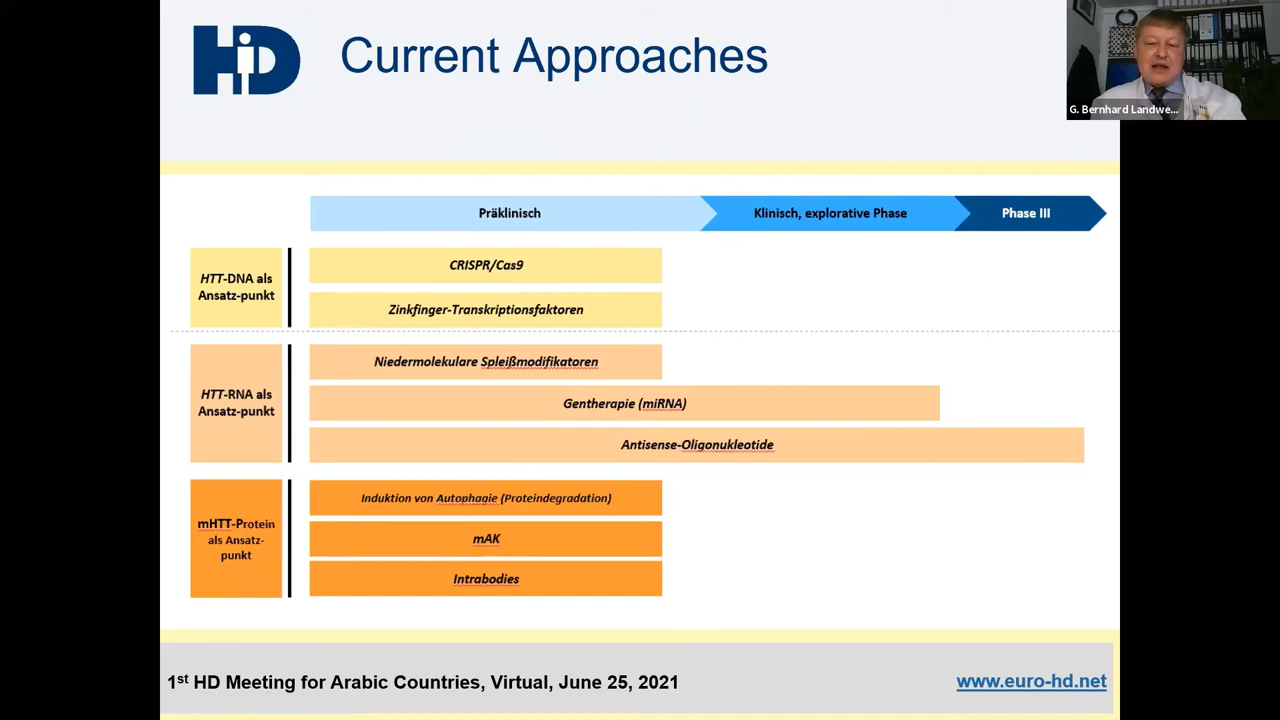 HD
Current Approaches
G. Bernhard Landwe...
Präklinisch
Klinisch, explorative Phase
Phase III
HTT-DNA als
Ansatz-punkt
CRISPR/Cas9
Zinkfinger-Transkriptionsfaktoren
HTT-RNA als
Ansatz-punkt
Niedermolekulare Spleißmodifikatoren
Gentherapie (miRNA)
Antisense-Oligonukleotide
mHTT-Protein
als Ansatz-
punkt
Induktion von Autophagie (Proteindegradation)
mAK
Intrabodies
1st HD Meeting for Arabic Countries, Virtual, June 25, 2021
www.euro-hd.net